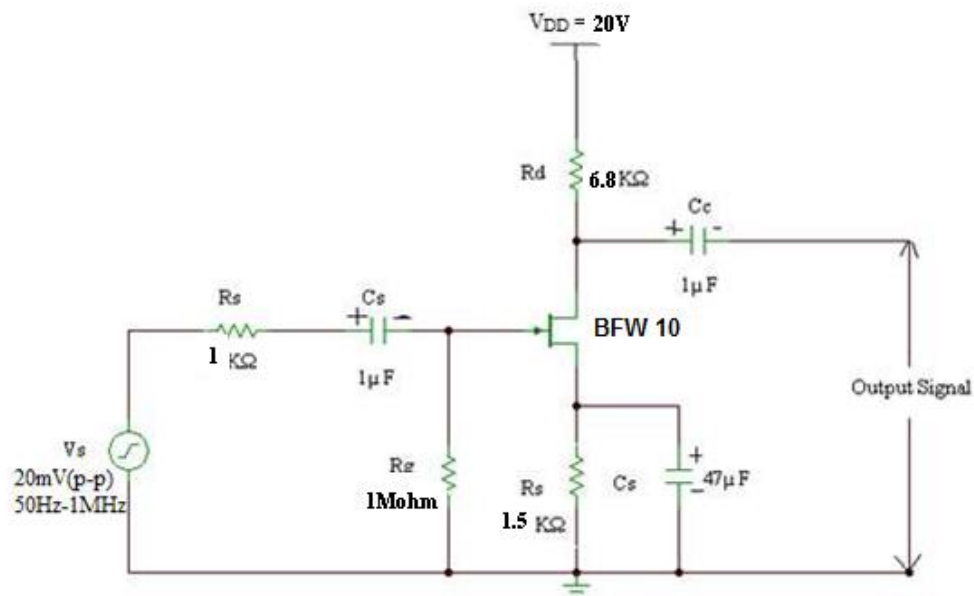 VDD = 20V
Rd
6.8 KΩ
Cc
+ -
1µF
Rs
1 KΩ
Cs
+ -
1µF
BFW 10
Output Signal
Vs
20mV(p-p)
50Hz-1MHz
Rg
1Mohm
Rs
1.5 KΩ
Cs
+
-
47µF